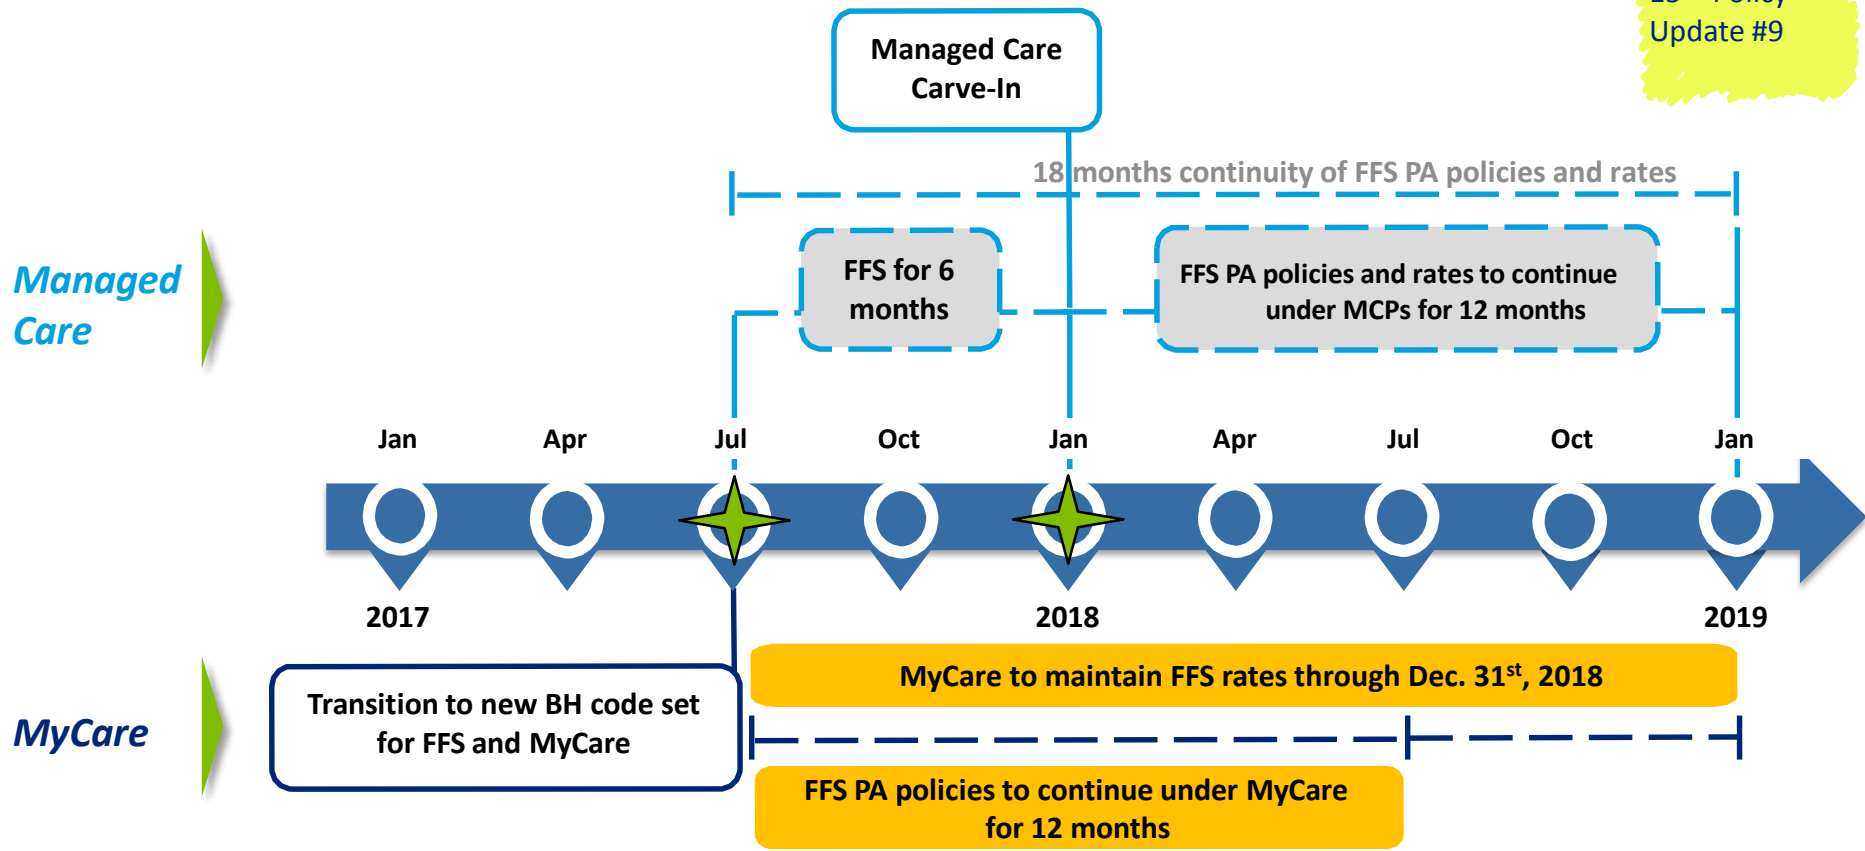 Policy
Update #9
Managed Care
Carve-In
18 months continuity of FFS PA policies and rates
FFS for 6
months
FFS PA policies and rates to continue
under MCPs for 12 months
Managed
Care
Jan Apr Jul Oct Jan Apr Jul Oct Jan
2017 2018 2019
MyCare to maintain FFS rates through Dec. 31st, 2018
Transition to new BH code set
for FFS and MyCare
MyCare
FFS PA policies to continue under MyCare
for 12 months